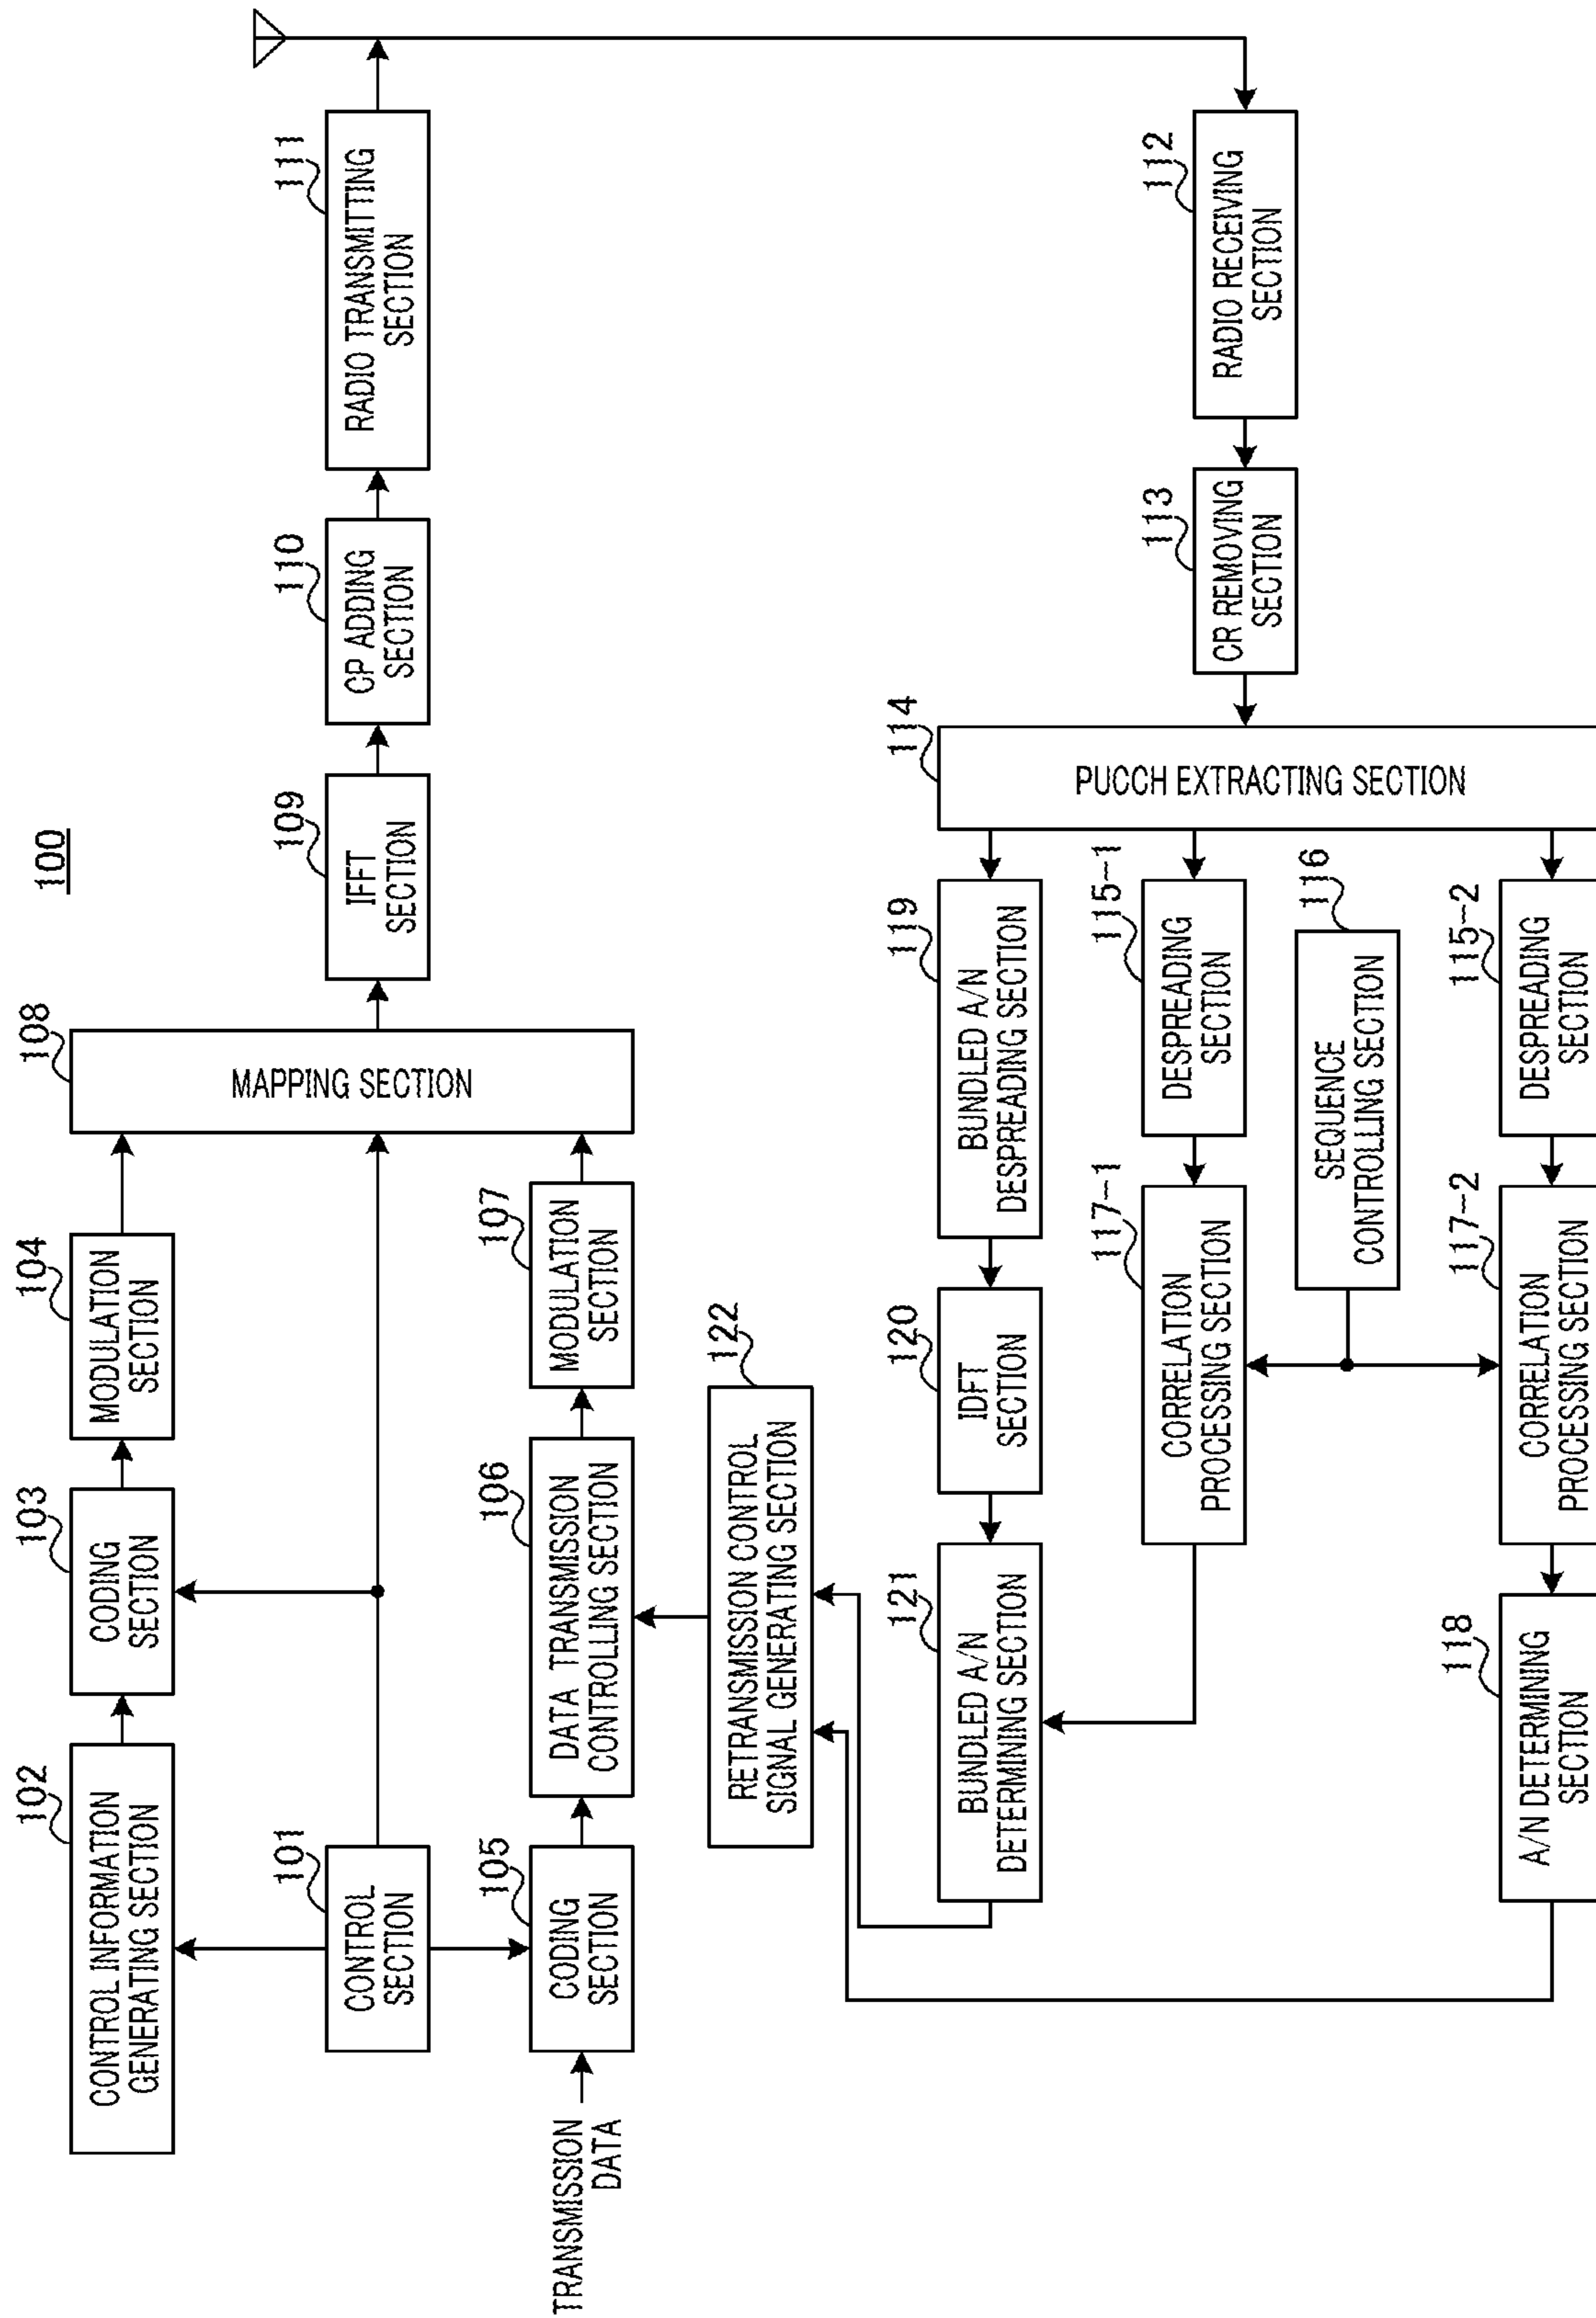 100
102
CONTROL INFORMATION
GENERATING SECTION
103
CODING
SECTION
104
MODULATION
SECTION
108
MAPPING SECTION
101
CONTROL
SECTION
109
IFFT
SECTION
110
CP ADDING
SECTION
111
RADIO TRANSMITTING
SECTION
TRANSMISSION
DATA
105
CODING
SECTION
106
DATA TRANSMISSION
CONTROLLING SECTION
107
MODULATION
SECTION
122
RETRANSMISSION CONTROL
SIGNAL GENERATING SECTION
121
BUNDLED A/N
DETERMINING SECTION
120
IDFT
SECTION
119
BUNDLED A/N
DESPREADING SECTION
114
PUCCH EXTRACTING SECTION
113
CR REMOVING
SECTION
112
RADIO RECEIVING
SECTION
117-1
CORRELATION
PROCESSING SECTION
115-1
DESPREADING
SECTION
116
SEQUENCE
CONTROLLING SECTION
118
A/N DETERMINING
SECTION
117-2
CORRELATION
PROCESSING SECTION
115-2
DESPREADING
SECTION